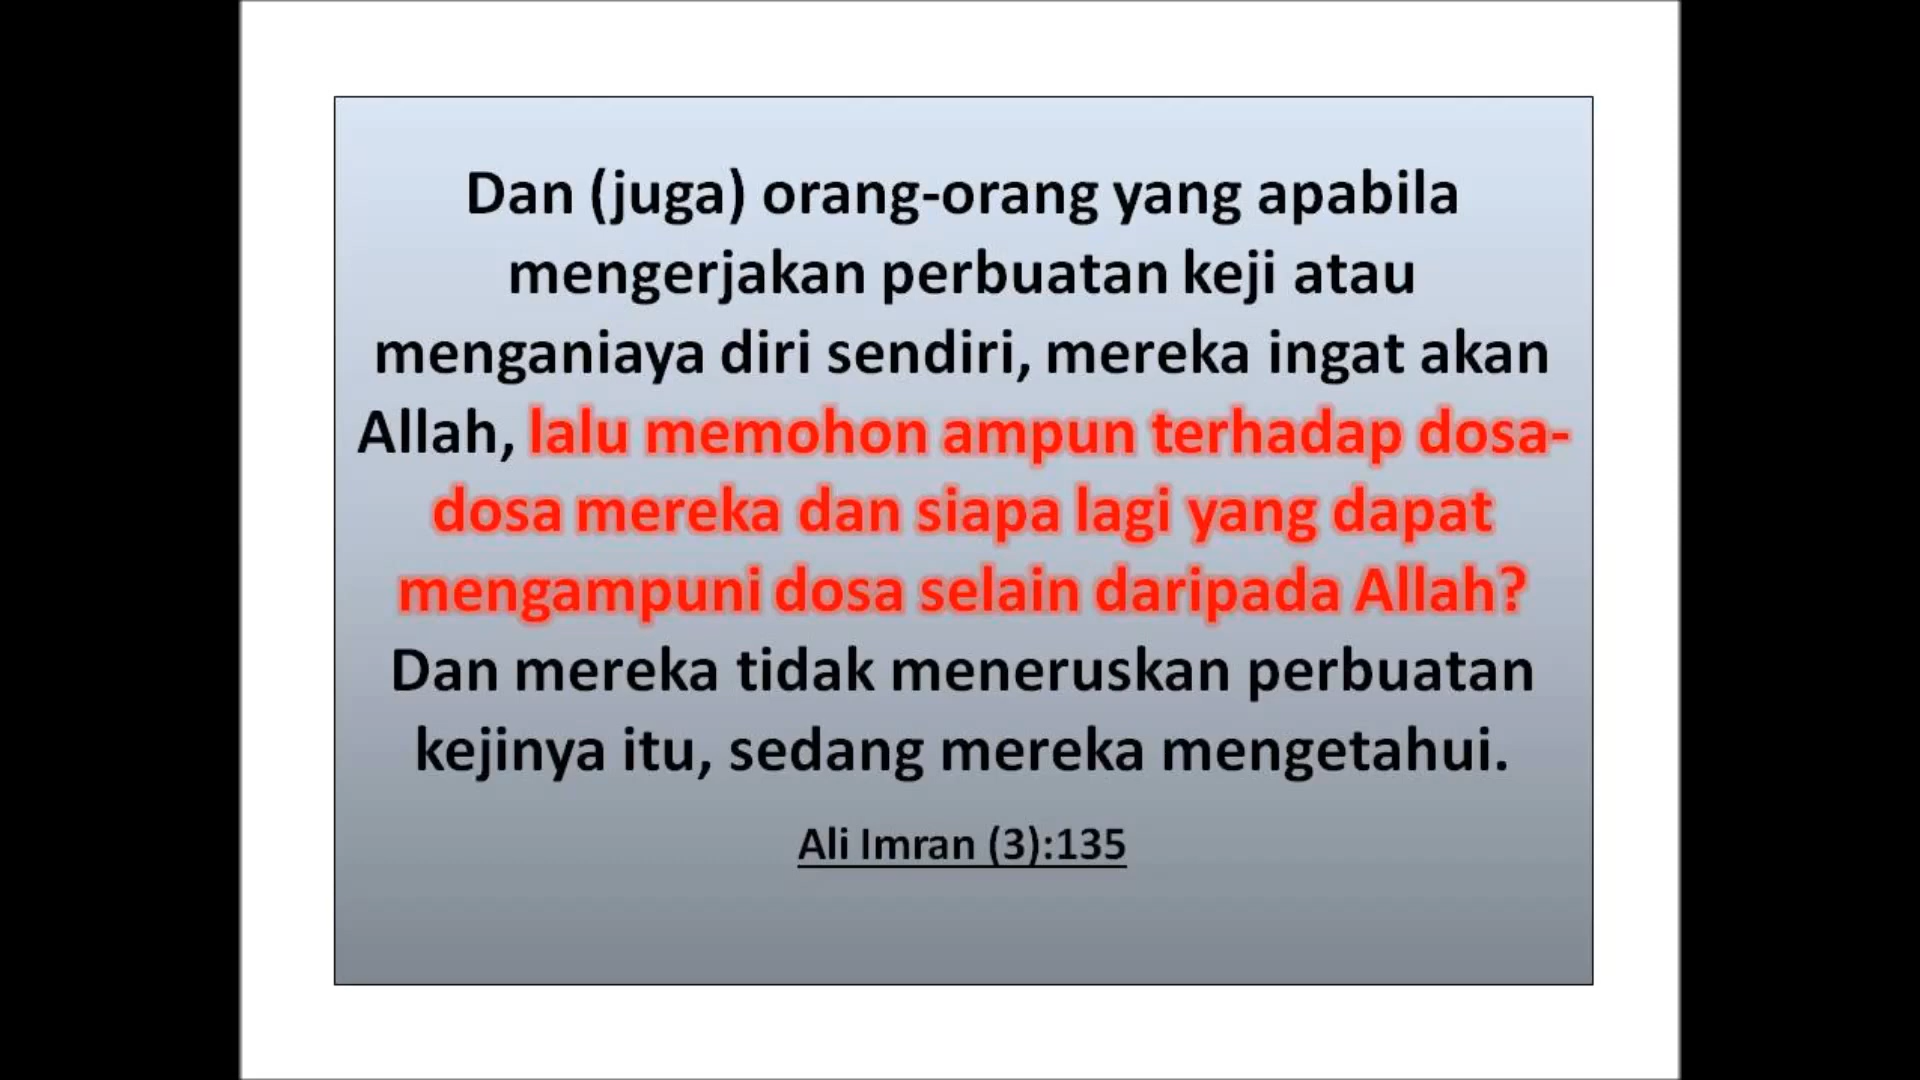 Dan (juga) orang-orang yang apabila
mengerjakan perbuatan keji atau
menganiaya diri sendiri, mereka ingat akan
Allah, lalu memohon ampun terhadap dosa-
dosa mereka dan siapa lagi yang dapat
mengampuni dosa selain daripada Allah?
Dan mereka tidak meneruskan perbuatan
kejinya itu, sedang mereka mengetahui.
Ali Imran (3):135